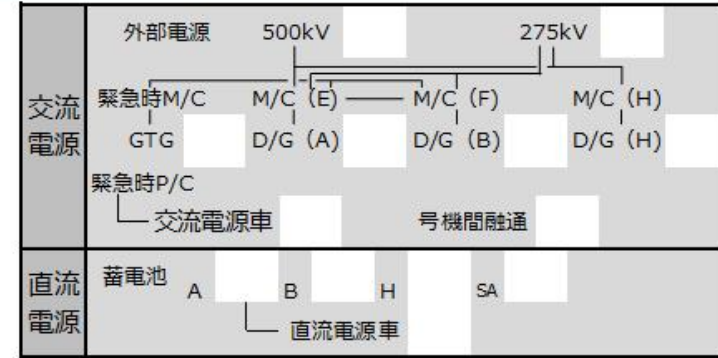 外部電源 500kV 275kV
交流電源
緊急時M/C M/C (E) M/C (F) M/C (H)
GTG D/G (A) D/G (B) D/G (H)
緊急時P/C
交流電源車 号機間融通
直流電源
蓄電池 A B H SA
直流電源車